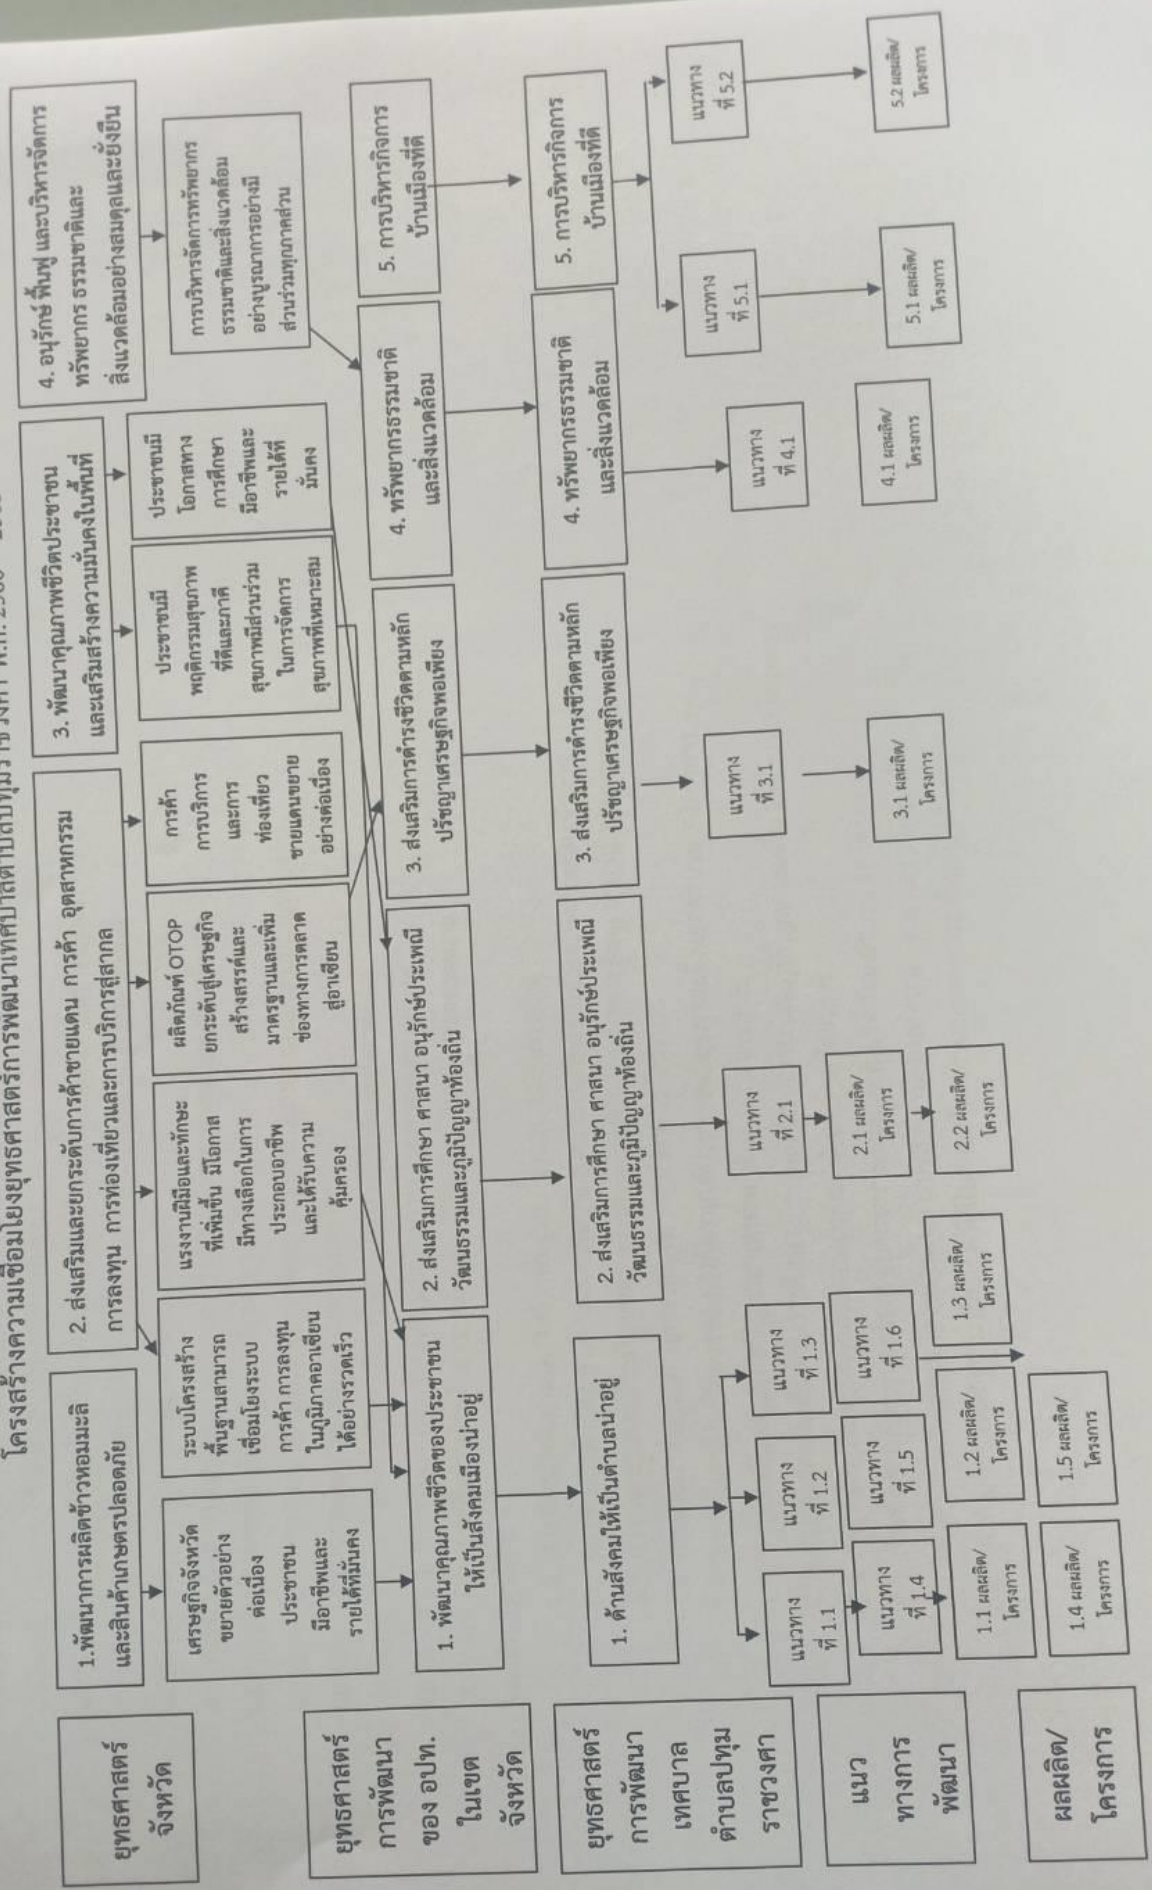 โครงสร้างความเชื่อมโยงยุทธศาสตร์การพัฒนาเทศบาลตำบลปทุมราชวงศา พ.ศ. 2566
ยุทธศาสตร์
จังหวัด
1.พัฒนาการผลิตข้าวหอมมะลิ
และสินค้าเกษตรปลอดภัย
2. ส่งเสริมและยกระดับการค้าชายแดน การค้า อุตสาหกรรม
การลงทุน การท่องเที่ยวและการบริการสู่สากล
3. พัฒนาคุณภาพชีวิตประชาชน
และเสริมสร้างความมั่นคงในพื้นที่
4. อนุรักษ์ ฟื้นฟู และบริหารจัดการ
ทรัพยากร ธรรมชาติและ
สิ่งแวดล้อมอย่างสมดุลและยั่งยืน
เศรษฐกิจจังหวัด
ขยายตัวอย่าง
ต่อเนื่อง
ประชาชน
มีอาชีพและ
รายได้ที่มั่นคง
ระบบโครงสร้าง
พื้นฐานสามารถ
เชื่อมโยงระบบ
การค้า การลงทุน
ในภูมิภาคอาเซียน
ได้อย่างรวดเร็ว
แรงงานฝีมือและทักษะ
ที่เพิ่มขึ้น มีโอกาส
มีทางเลือกในการ
ประกอบอาชีพ
และได้รับความ
คุ้มครอง
ผลิตภัณฑ์ OTOP
ยกระดับสู่เศรษฐกิจ
สร้างสรรค์และ
มาตรฐานและเพิ่ม
ช่องทางการตลาด
สู่อาเซียน
การค้า
การบริการ
และการ
ท่องเที่ยว
ชายแดนขยาย
อย่างต่อเนื่อง
ประชาชนมี
พฤติกรรมสุขภาพ
ที่ดีและภาคี
สุขภาพมีส่วนร่วม
ในการจัดการ
สุขภาพที่เหมาะสม
ประชาชนมี
โอกาสทาง
การศึกษา
มีอาชีพและ
รายได้ที่
มั่นคง
การบริหารจัดการทรัพยากร
ธรรมชาติและสิ่งแวดล้อม
อย่างบูรณาการอย่างมี
ส่วนร่วมทุกภาคส่วน
ยุทธศาสตร์
การพัฒนา
ของ อปท.
ในเขต
จังหวัด
1. พัฒนาคุณภาพชีวิตของประชาชน
ให้เป็นสังคมเมืองน่าอยู่
2. ส่งเสริมการศึกษา ศาสนา อนุรักษ์ประเพณี
วัฒนธรรมและภูมิปัญญาท้องถิ่น
3. ส่งเสริมการดำรงชีวิตตามหลัก
ปรัชญาเศรษฐกิจพอเพียง
4. ทรัพยากรธรรมชาติ
และสิ่งแวดล้อม
5. การบริหารกิจการ
บ้านเมืองที่ดี
ยุทธศาสตร์
การพัฒนา
เทศบาล
ตำบลปทุม
ราชวงศา
1. ด้านสังคมให้เป็นตำบลน่าอยู่
2. ส่งเสริมการศึกษา ศาสนา อนุรักษ์ประเพณี
วัฒนธรรมและภูมิปัญญาท้องถิ่น
3. ส่งเสริมการดำรงชีวิตตามหลัก
ปรัชญาเศรษฐกิจพอเพียง
4. ทรัพยากรธรรมชาติ
และสิ่งแวดล้อม
5. การบริหารกิจการ
บ้านเมืองที่ดี
แนว
ทางการ
พัฒนา
แนวทาง
ที่ 1.1
แนวทาง
ที่ 1.2
แนวทาง
ที่ 1.3
แนวทาง
ที่ 2.1
แนวทาง
ที่ 3.1
แนวทาง
ที่ 4.1
แนวทาง
ที่ 5.1
แนวทาง
ที่ 5.2
แนวทาง
ที่ 1.4
แนวทาง
ที่ 1.5
แนวทาง
ที่ 1.6
ผลผลิต/
โครงการ
1.1 ผลผลิต/
โครงการ
1.2 ผลผลิต/
โครงการ
1.3 ผลผลิต/
โครงการ
2.1 ผลผลิต/
โครงการ
2.2 ผลผลิต/
โครงการ
3.1 ผลผลิต/
โครงการ
4.1 ผลผลิต/
โครงการ
5.1 ผลผลิต/
โครงการ
5.2 ผลผลิต/
โครงการ
1.4 ผลผลิต/
โครงการ
1.5 ผลผลิต/
โครงการ